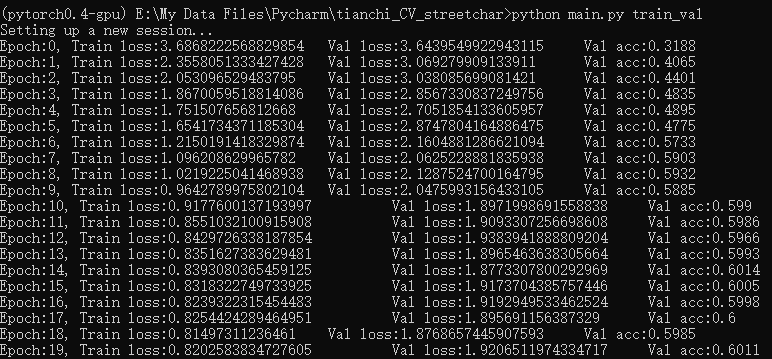 (pytorch0.4-gpu) E:\My Data Files\Pycharm\tianchi_CV_streetchar>python main.py train_val
Setting up a new session...
Epoch:0, Train loss:3.6868222568829854 Val loss:3.6439549922943115 Val acc:0.3188
Epoch:1, Train loss:2.3558051333427428 Val loss:3.069279909133911 Val acc:0.4065
Epoch:2, Train loss:2.053096529483795 Val loss:3.038085699081421 Val acc:0.4401
Epoch:3, Train loss:1.8670059518814086 Val loss:2.8567330837249756 Val acc:0.4835
Epoch:4, Train loss:1.751507656812668 Val loss:2.7051854133605957 Val acc:0.4895
Epoch:5, Train loss:1.6541734371185304 Val loss:2.8747804164886475 Val acc:0.4775
Epoch:6, Train loss:1.2150191418329874 Val loss:2.1604881286621094 Val acc:0.5733
Epoch:7, Train loss:1.096208629965782 Val loss:2.0625228881835938 Val acc:0.5903
Epoch:8, Train loss:1.0219225041468938 Val loss:2.1287524700164795 Val acc:0.5932
Epoch:9, Train loss:0.9642789975802104 Val loss:2.0475993156433105 Val acc:0.5885
Epoch:10, Train loss:0.9177600137193997 Val loss:1.8971998691558838 Val acc:0.599
Epoch:11, Train loss:0.8551032100915908 Val loss:1.9093307256698608 Val acc:0.5986
Epoch:12, Train loss:0.842972633818785​4 Val loss:1.9383941888809204 Val acc:0.5966
Epoch:13, Train loss:0.8351627383629481 Val loss:1.8965463638305664 Val acc:0.5993
Epoch:14, Train loss:0.8393080365459125 Val loss:1.8773307800292969 Val acc:0.6014
Epoch:15, Train loss:0.8318322749733925 Val loss:1.9173704385757446 Val acc:0.6005
Epoch:16, Train loss:0.8239322315454483 Val loss:1.9192949533462524 Val acc:0.5998
Epoch:17, Train loss:0.8254424289464951 Val loss:1.895691156387329 Val acc:0.6
Epoch:18, Train loss:0.81497311236461 Val loss:1.8768657445907593 Val acc:0.5985
Epoch:19, Train loss:0.8202583834727605 Val loss:1.9206511974334717 Val acc:0.6011